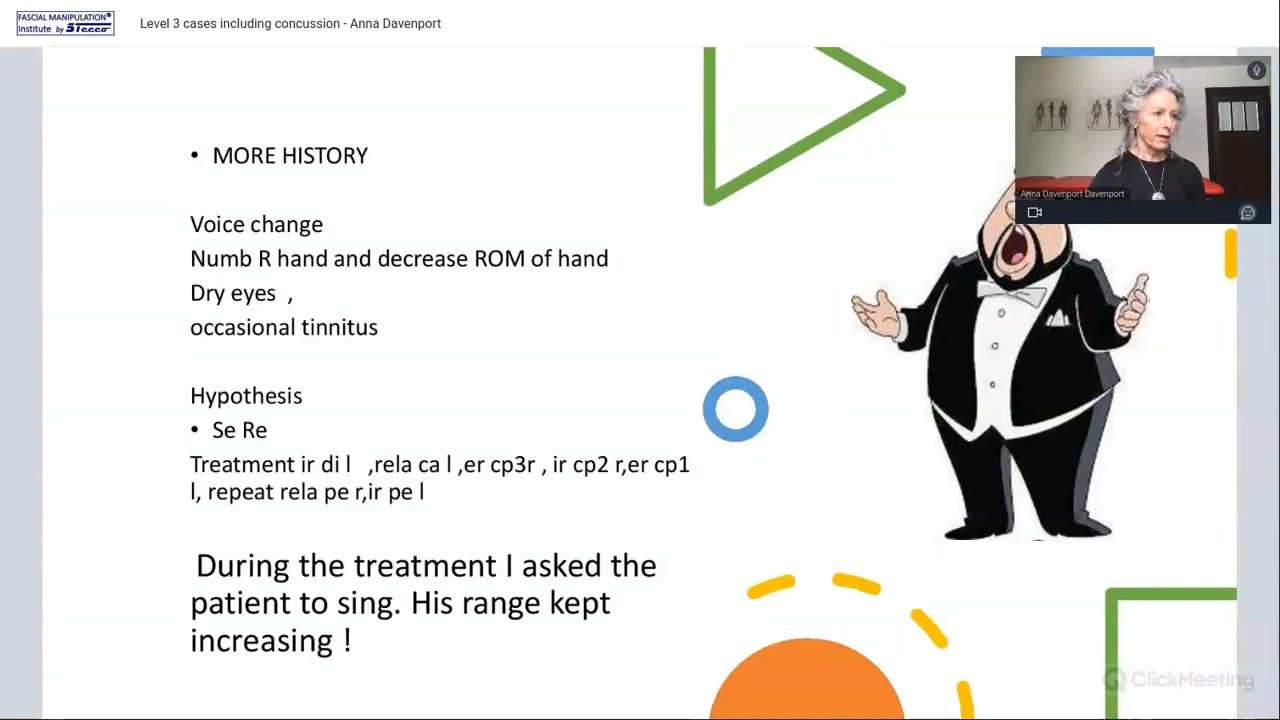 FASCIAL MANIPULATION®
Institute by Stecco
Level 3 cases including concussion - Anna Davenport
• MORE HISTORY
Voice change
Numb R hand and decrease ROM of hand
Dry eyes ,
occasional tinnitus
Hypothesis
• Se Re
Treatment ir di l ,rela ca l ,er cp3r , ir cp2 r,er cp1
l, repeat rela pe r,ir pe l
During the treatment I asked the
patient to sing. His range kept
increasing !
Anna Davenport Davenport
ClickMeeting